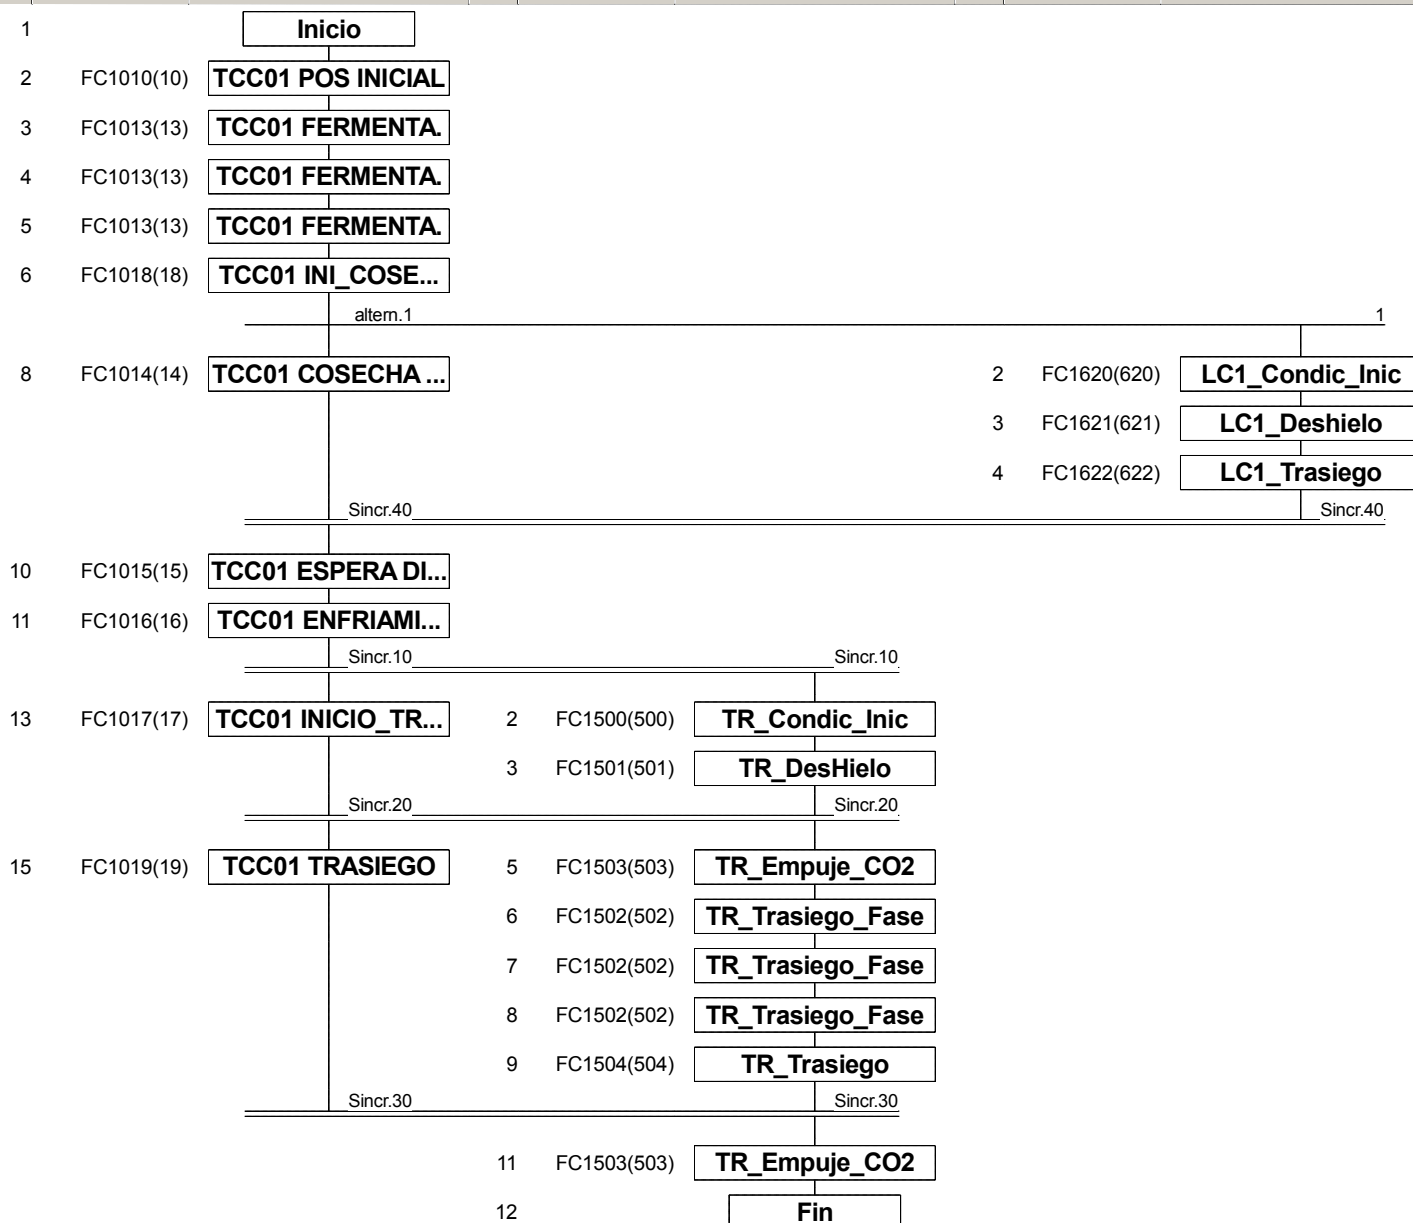 1 Inicio
2 FC1010(10) TCC01 POS INICIAL
3 FC1013(13) TCC01 FERMENTA.
4 FC1013(13) TCC01 FERMENTA.
5 FC1013(13) TCC01 FERMENTA.
6 FC1018(18) TCC01 INI_COSE...
altern.1 1
8 FC1014(14) TCC01 COSECHA ... 2 FC1620(620) LC1_Condic_Inic
3 FC1621(621) LC1_Deshielo
4 FC1622(622) LC1_Trasiego
Sincr.40 Sincr.40
10 FC1015(15) TCC01 ESPERA DI...
11 FC1016(16) TCC01 ENFRIAMI...
Sincr.10 Sincr.10
13 FC1017(17) TCC01 INICIO_TR... 2 FC1500(500) TR_Condic_Inic
3 FC1501(501) TR_DesHielo
Sincr.20 Sincr.20
15 FC1019(19) TCC01 TRASIEGO 5 FC1503(503) TR_Empuje_CO2
6 FC1502(502) TR_Trasiego_Fase
7 FC1502(502) TR_Trasiego_Fase
8 FC1502(502) TR_Trasiego_Fase
9 FC1504(504) TR_Trasiego
Sincr.30 Sincr.30
11 FC1503(503) TR_Empuje_CO2
12 Fin